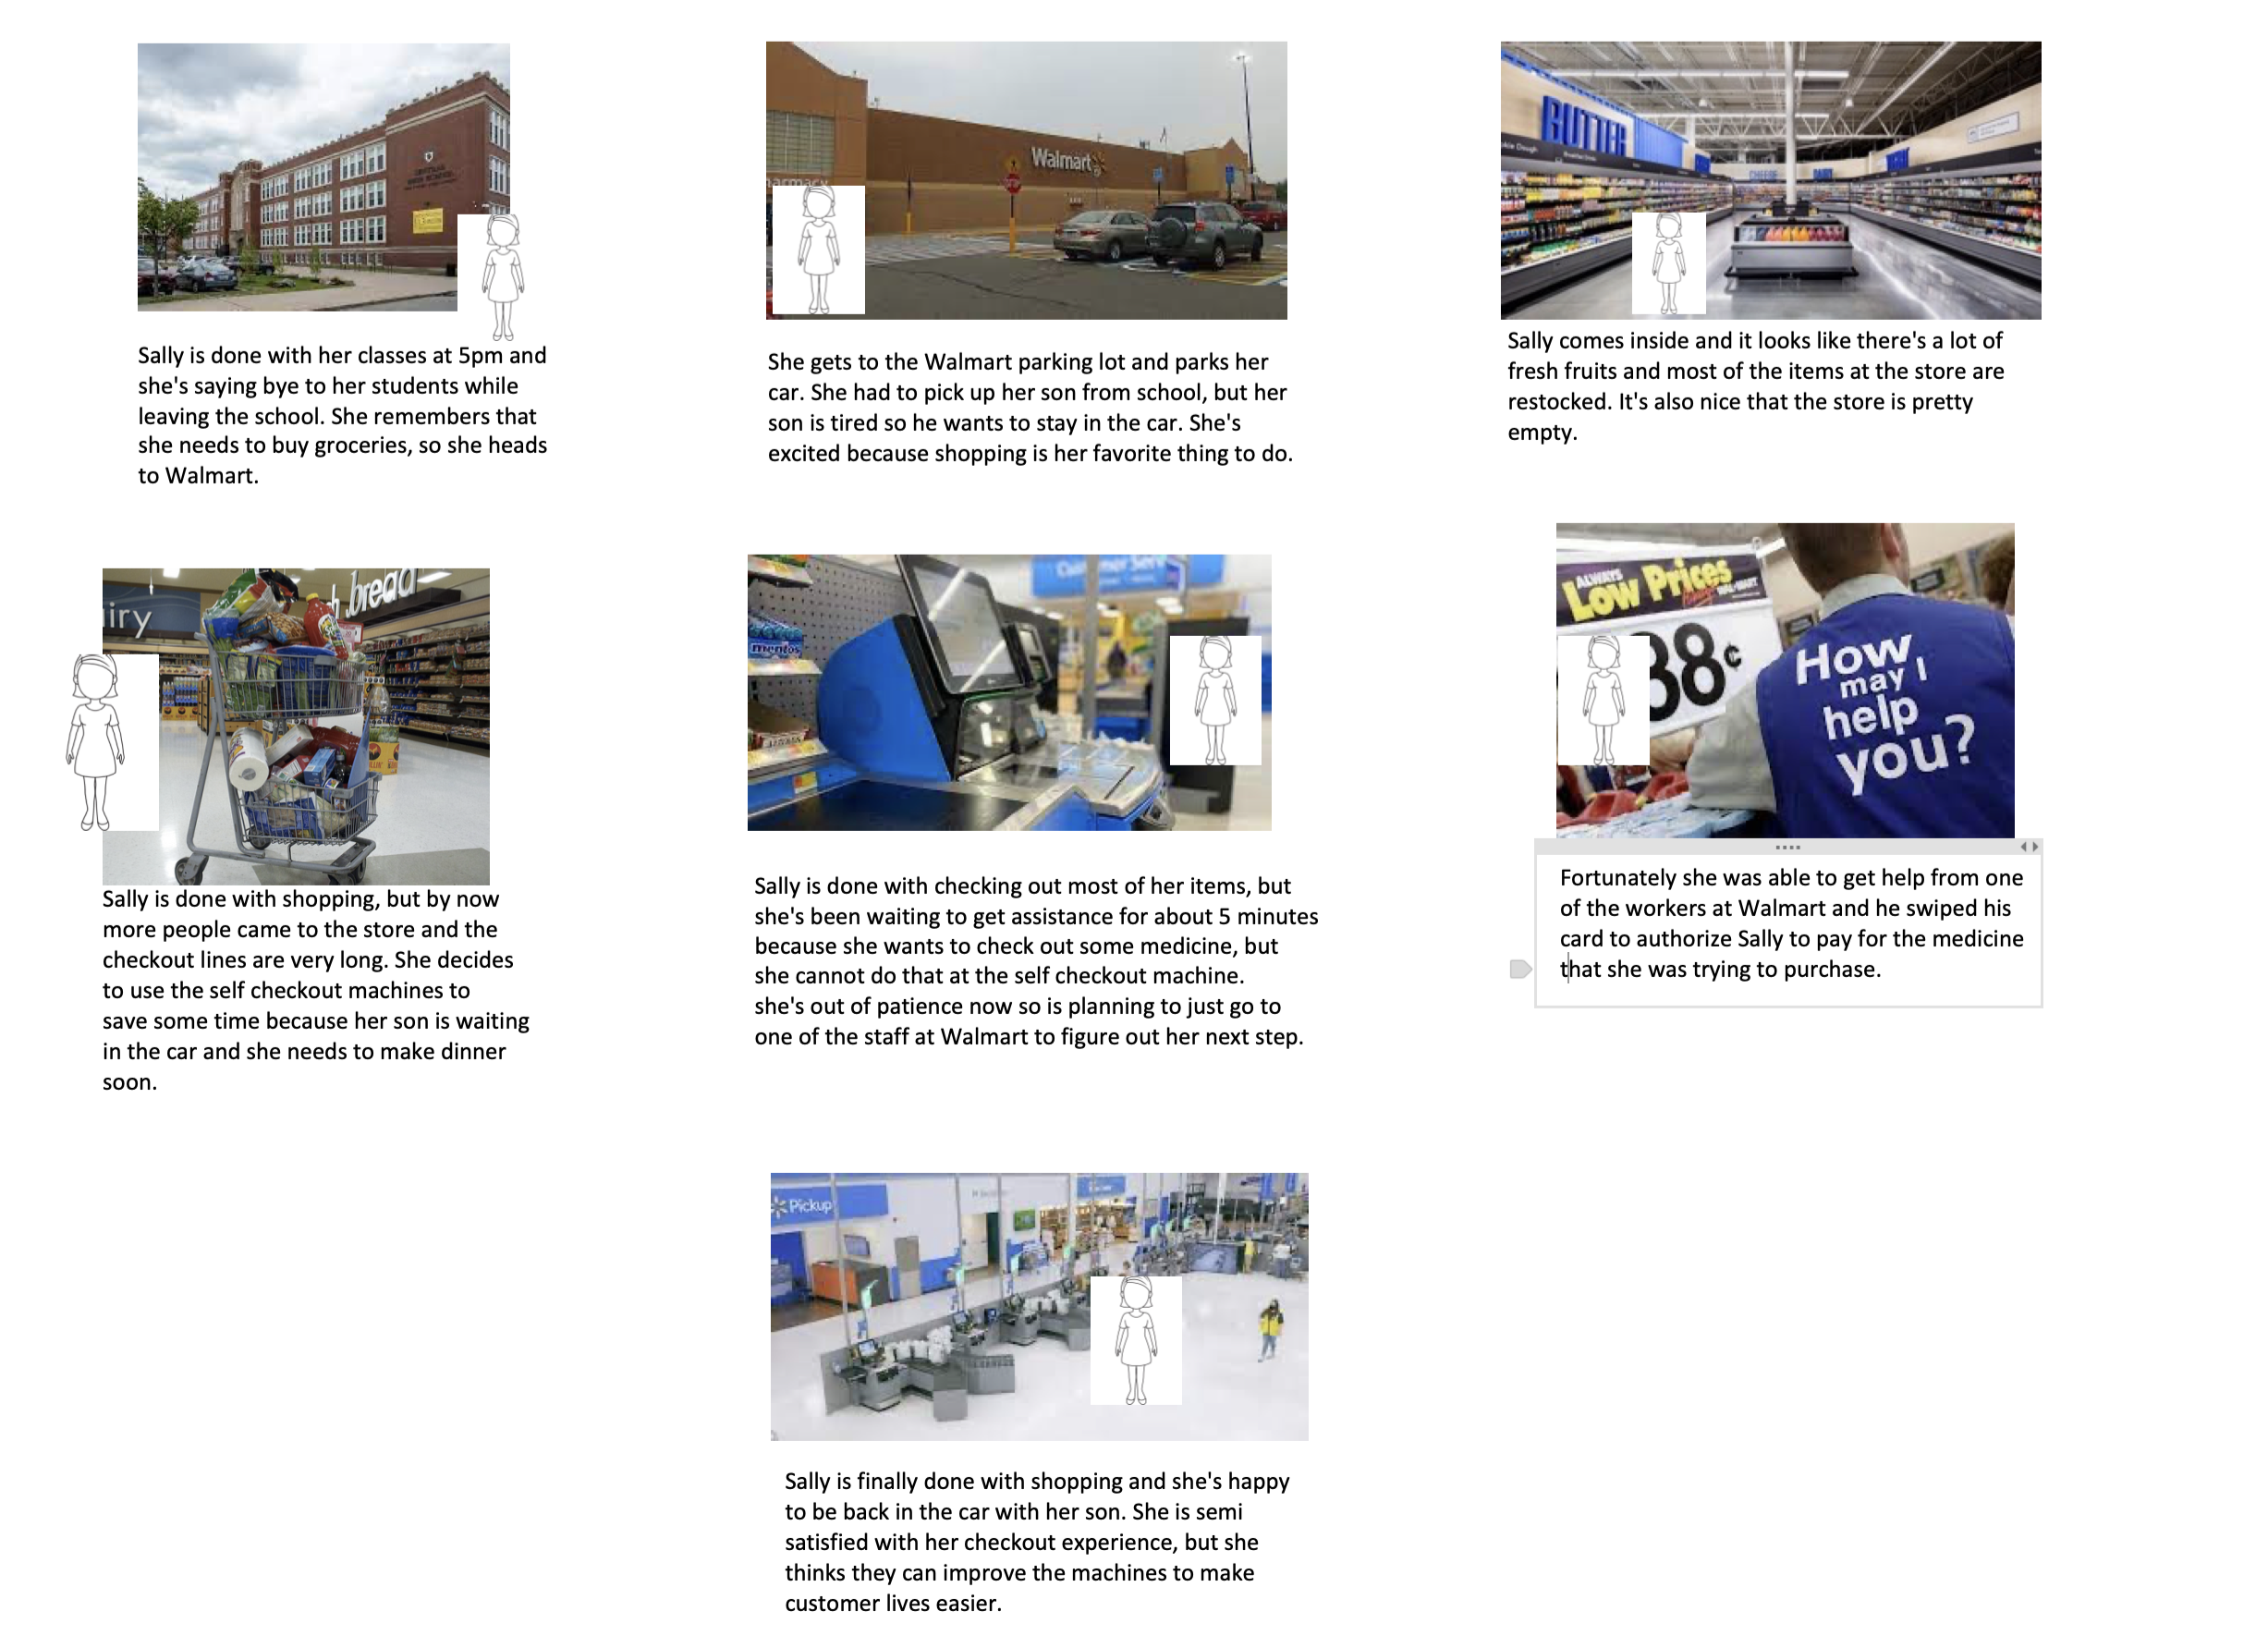 Walmart
BUTTER
CHEESE
DAIRY
Sally is done with her classes at 5pm and
she's saying bye to her students while
leaving the school. She remembers that
she needs to buy groceries, so she heads
to Walmart.
She gets to the Walmart parking lot and parks her
car. She had to pick up her son from school, but her
son is tired so he wants to stay in the car. She's
excited because shopping is her favorite thing to do.
Sally comes inside and it looks like there's a lot of
fresh fruits and most of the items at the store are
restocked. It's also nice that the store is pretty
empty.
iry
bread
mentos
ALWAYS
Low Prices
WAL-MART
88¢
How
may I
help
you?
Sally is done with shopping, but by now
more people came to the store and the
checkout lines are very long. She decides
to use the self checkout machines to
save some time because her son is waiting
in the car and she needs to make dinner
soon.
Sally is done with checking out most of her items, but
she's been waiting to get assistance for about 5 minutes
because she wants to check out some medicine, but
she cannot do that at the self checkout machine.
she's out of patience now so is planning to just go to
one of the staff at Walmart to figure out her next step.
Fortunately she was able to get help from one
of the workers at Walmart and he swiped his
card to authorize Sally to pay for the medicine
that she was trying to purchase.
Pickup
Sally is finally done with shopping and she's happy
to be back in the car with her son. She is semi
satisfied with her checkout experience, but she
thinks they can improve the machines to make
customer lives easier.